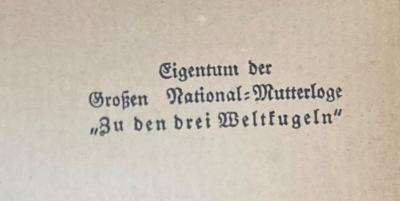 Eigentum der
Großen National-Mutterloge
„Zu den drei Weltkugeln“